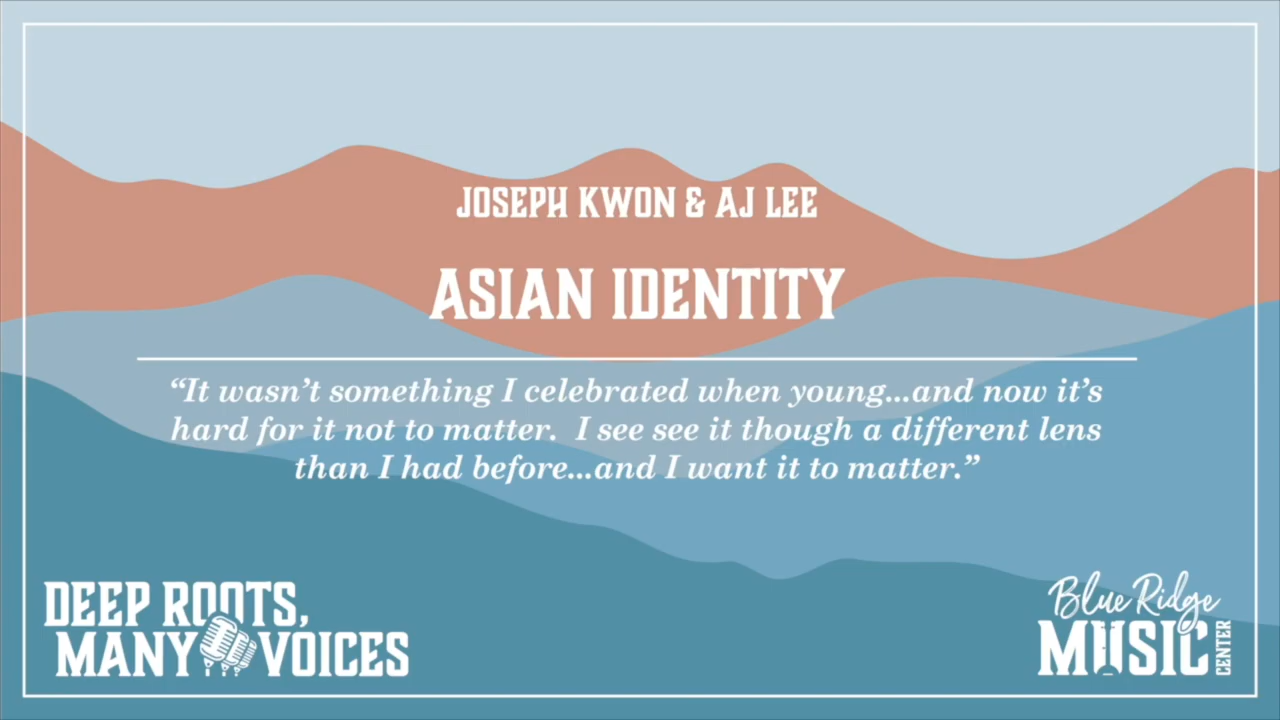 JOSEPH KWON & AJ LEE
ASIAN IDENTITY
“It wasn’t something I celebrated when young...and now it’s
hard for it not to matter. I see see it though a different lens
than I had before...and I want it to matter.”
DEEP ROOTS,
MANY VOICES
Blue Ridge
MUSIC
CENTER